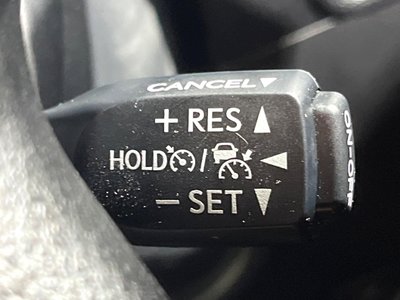 CANCEL▼
+ RES ▲
HOLD / ◀
− SET ▼
ON-OFF